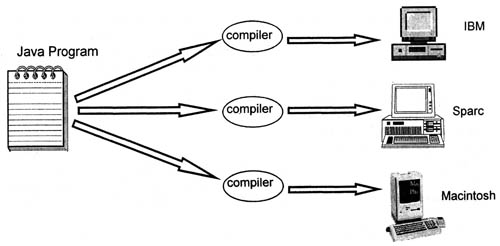 Java Program
compiler
IBM
compiler
Sparc
compiler
Macintosh